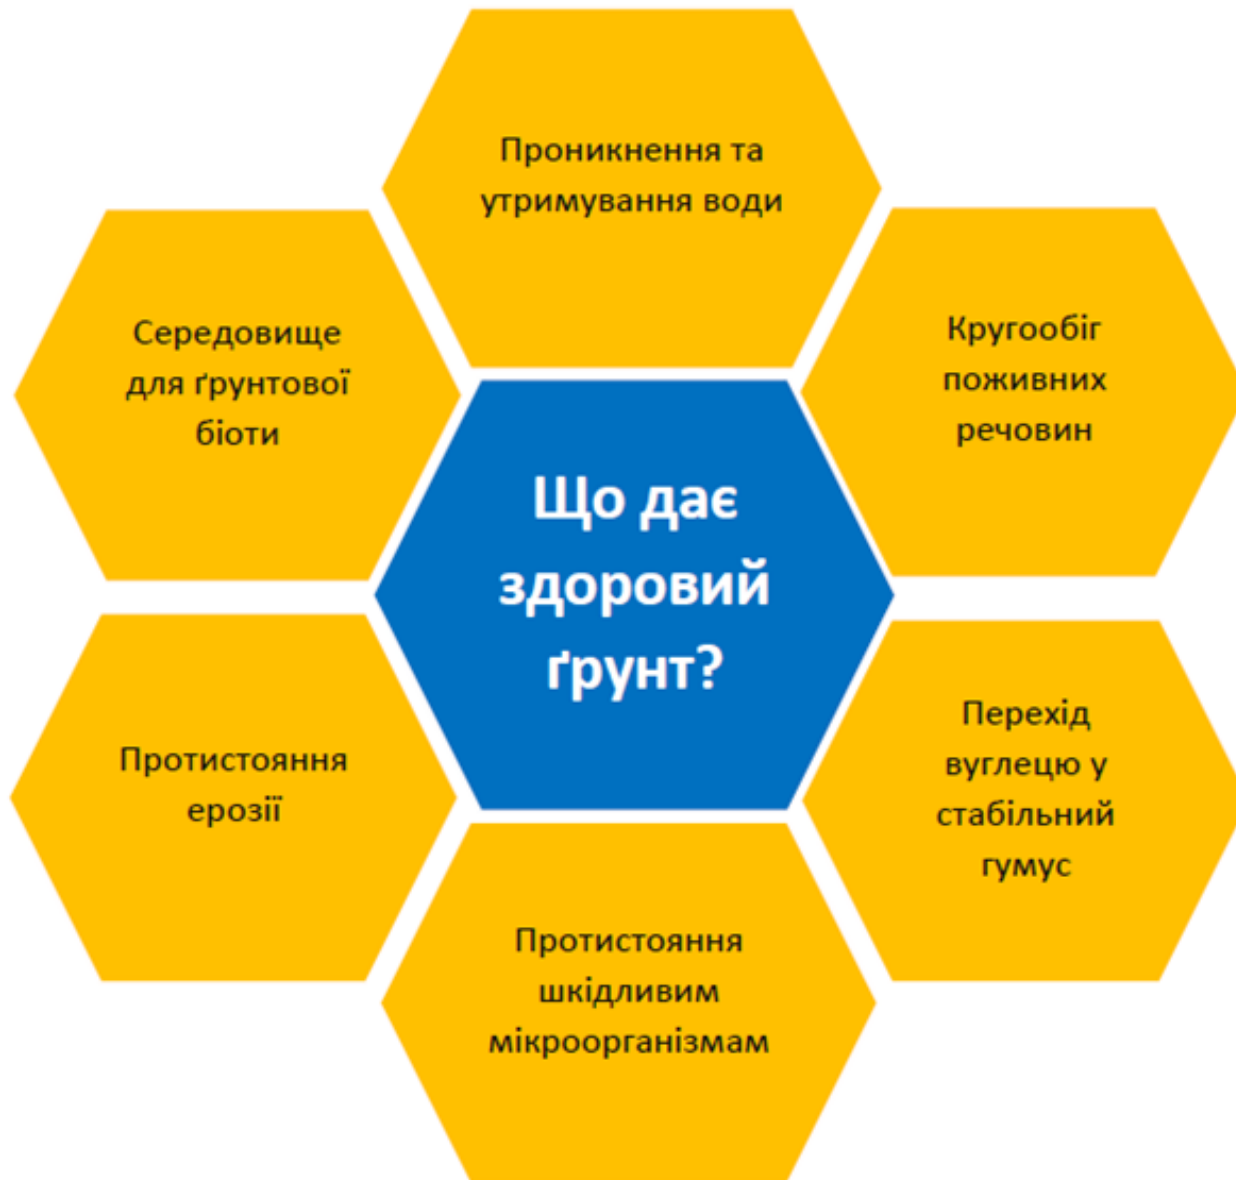 Проникнення та
утримування води
Середовище
для ґрунтової
біоти
Кругообіг
поживних
речовин
Що дає
здоровий
ґрунт?
Протистояння
ерозії
Перехід
вуглецю у
стабільний
гумус
Протистояння
шкідливим
мікроорганізмам